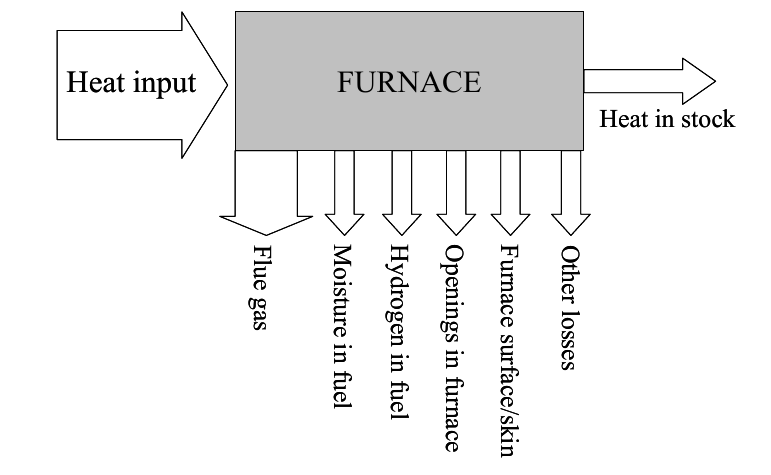 Heat input
FURNACE
Heat in stock
Flue gas
Moisture in fuel
Hydrogen in fuel
Openings in furnace
Furnace surface/skin
Other losses